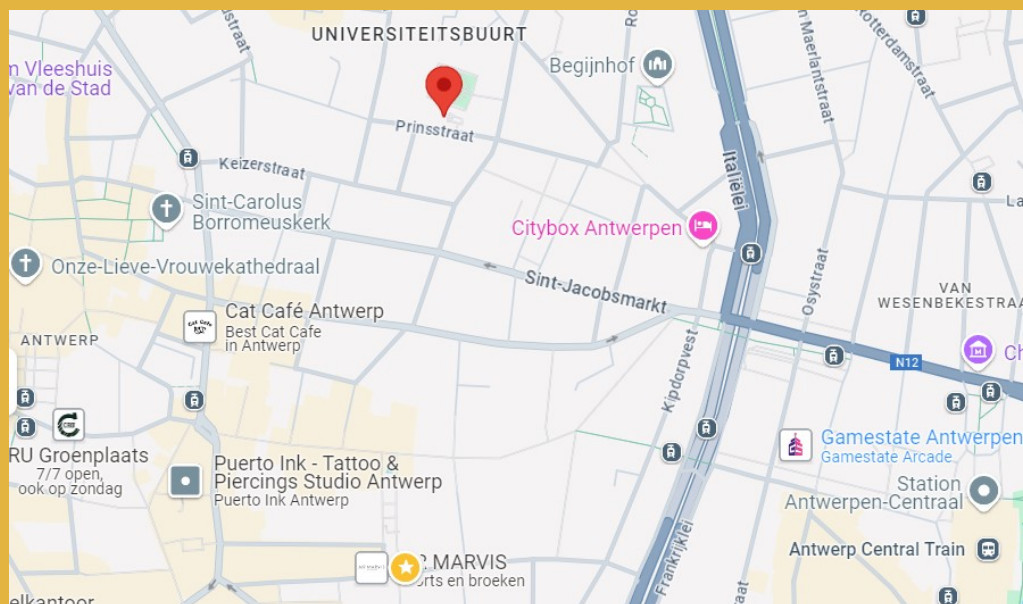 UNIVERSITEITSBUURT
Vleeshuis
van de Stad
Begijnhof
Prinsstraat
Keizerstraat
Italiëlei
Maerlantstraat
Rotterdamstraat
Sint-Carolus
Borromeuskerk
Citybox Antwerpen
Onze-Lieve-Vrouwekathedraal
Sint-Jacobsmarkt
Osystraat
VAN
Cat Café Antwerp
Best Cat Cafe
in Antwerp
ANTWERP
Kipdorpvest
N12
RU Groenplaats
7/7 open,
ook op zondag
Gamestate Antwerpen
Gamestate Arcade
Puerto Ink - Tattoo &
Piercings Studio Antwerp
Puerto Ink Antwerp
Station
Antwerpen-Centraal
Antwerp Central Train
Frankrijklei
MARVIS
en broeken